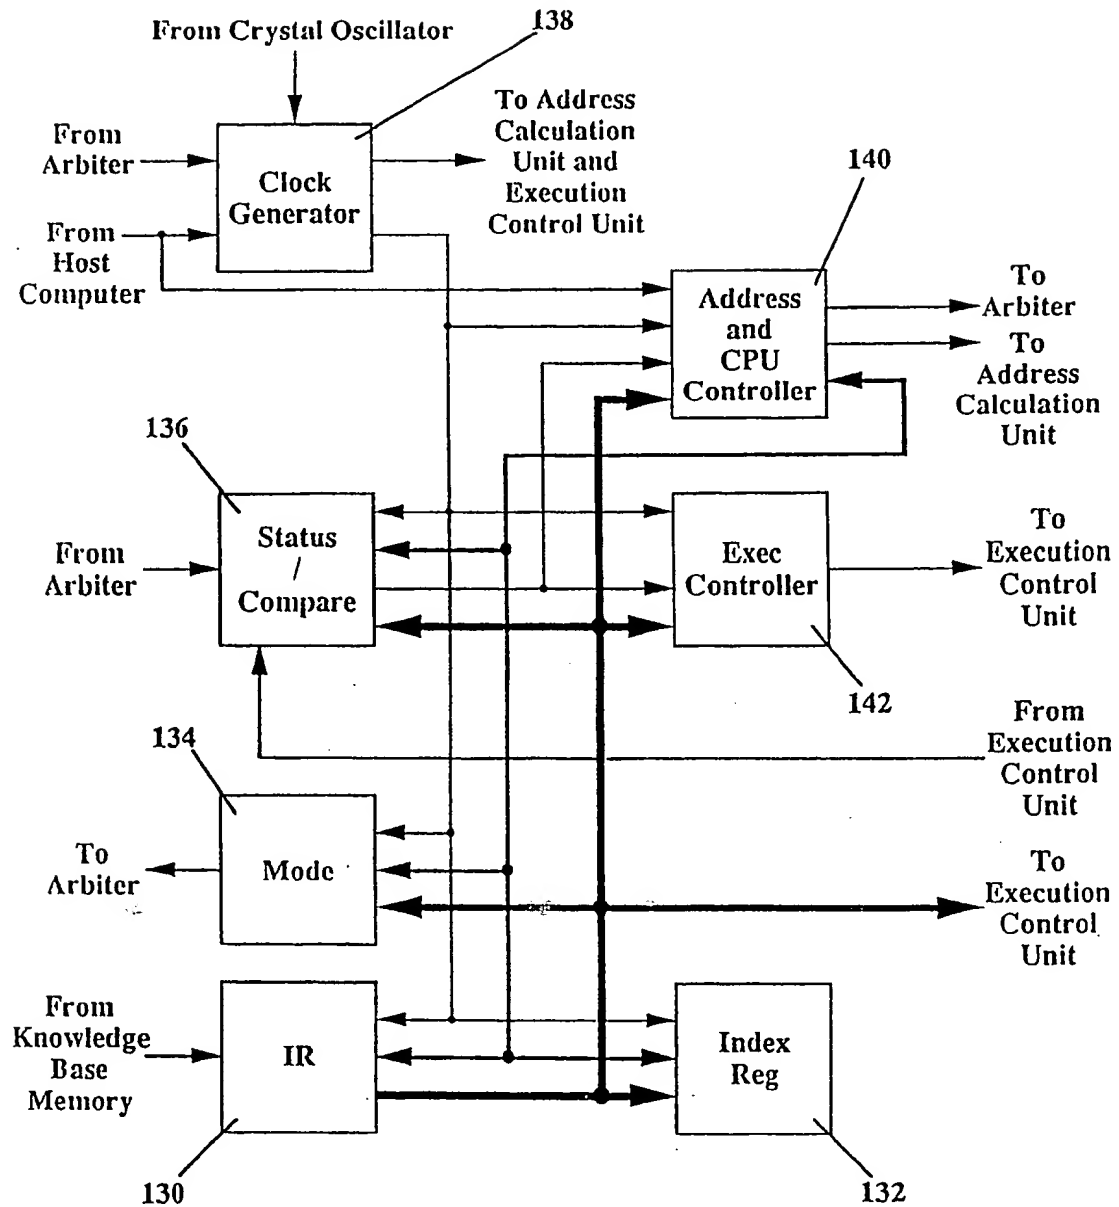 From Crystal Oscillator
138
From
Arbiter
Clock
Generator
To Address
Calculation
Unit and
Execution
Control Unit
From
Host
Computer
140
Address
and
CPU
Controller
To
Arbiter
To
Address
Calculation
Unit
136
Status
/
Compare
From
Arbiter
Exec
Controller
To
Execution
Control
Unit
142
From
Execution
Control
Unit
134
Mode
To
Arbiter
To
Execution
Control
Unit
From
Knowledge
Base
Memory
IR
Index
Reg
130
132